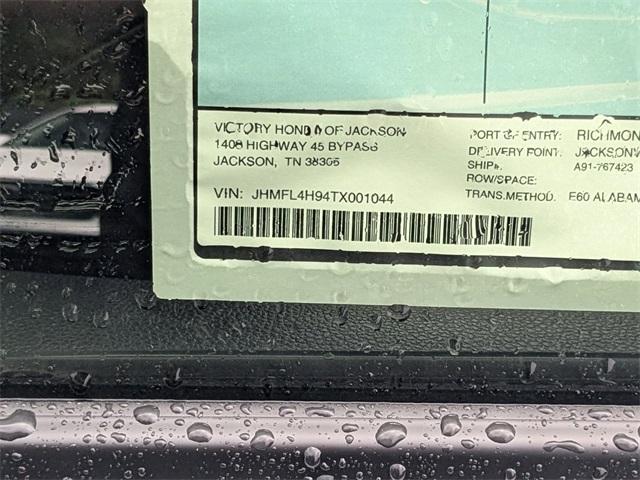 VICTORY HONDA OF JACKSON
1408 HIGHWAY 45 BYPASS
JACKSON, TN 38305
VIN: JHMFL4H94TX001044
PORT OF ENTRY: RICHMON
DELIVERY POINT: JACKSONV
SHIP#: A91-767423
ROW/SPACE:
TRANS.METHOD: E60 ALABAM